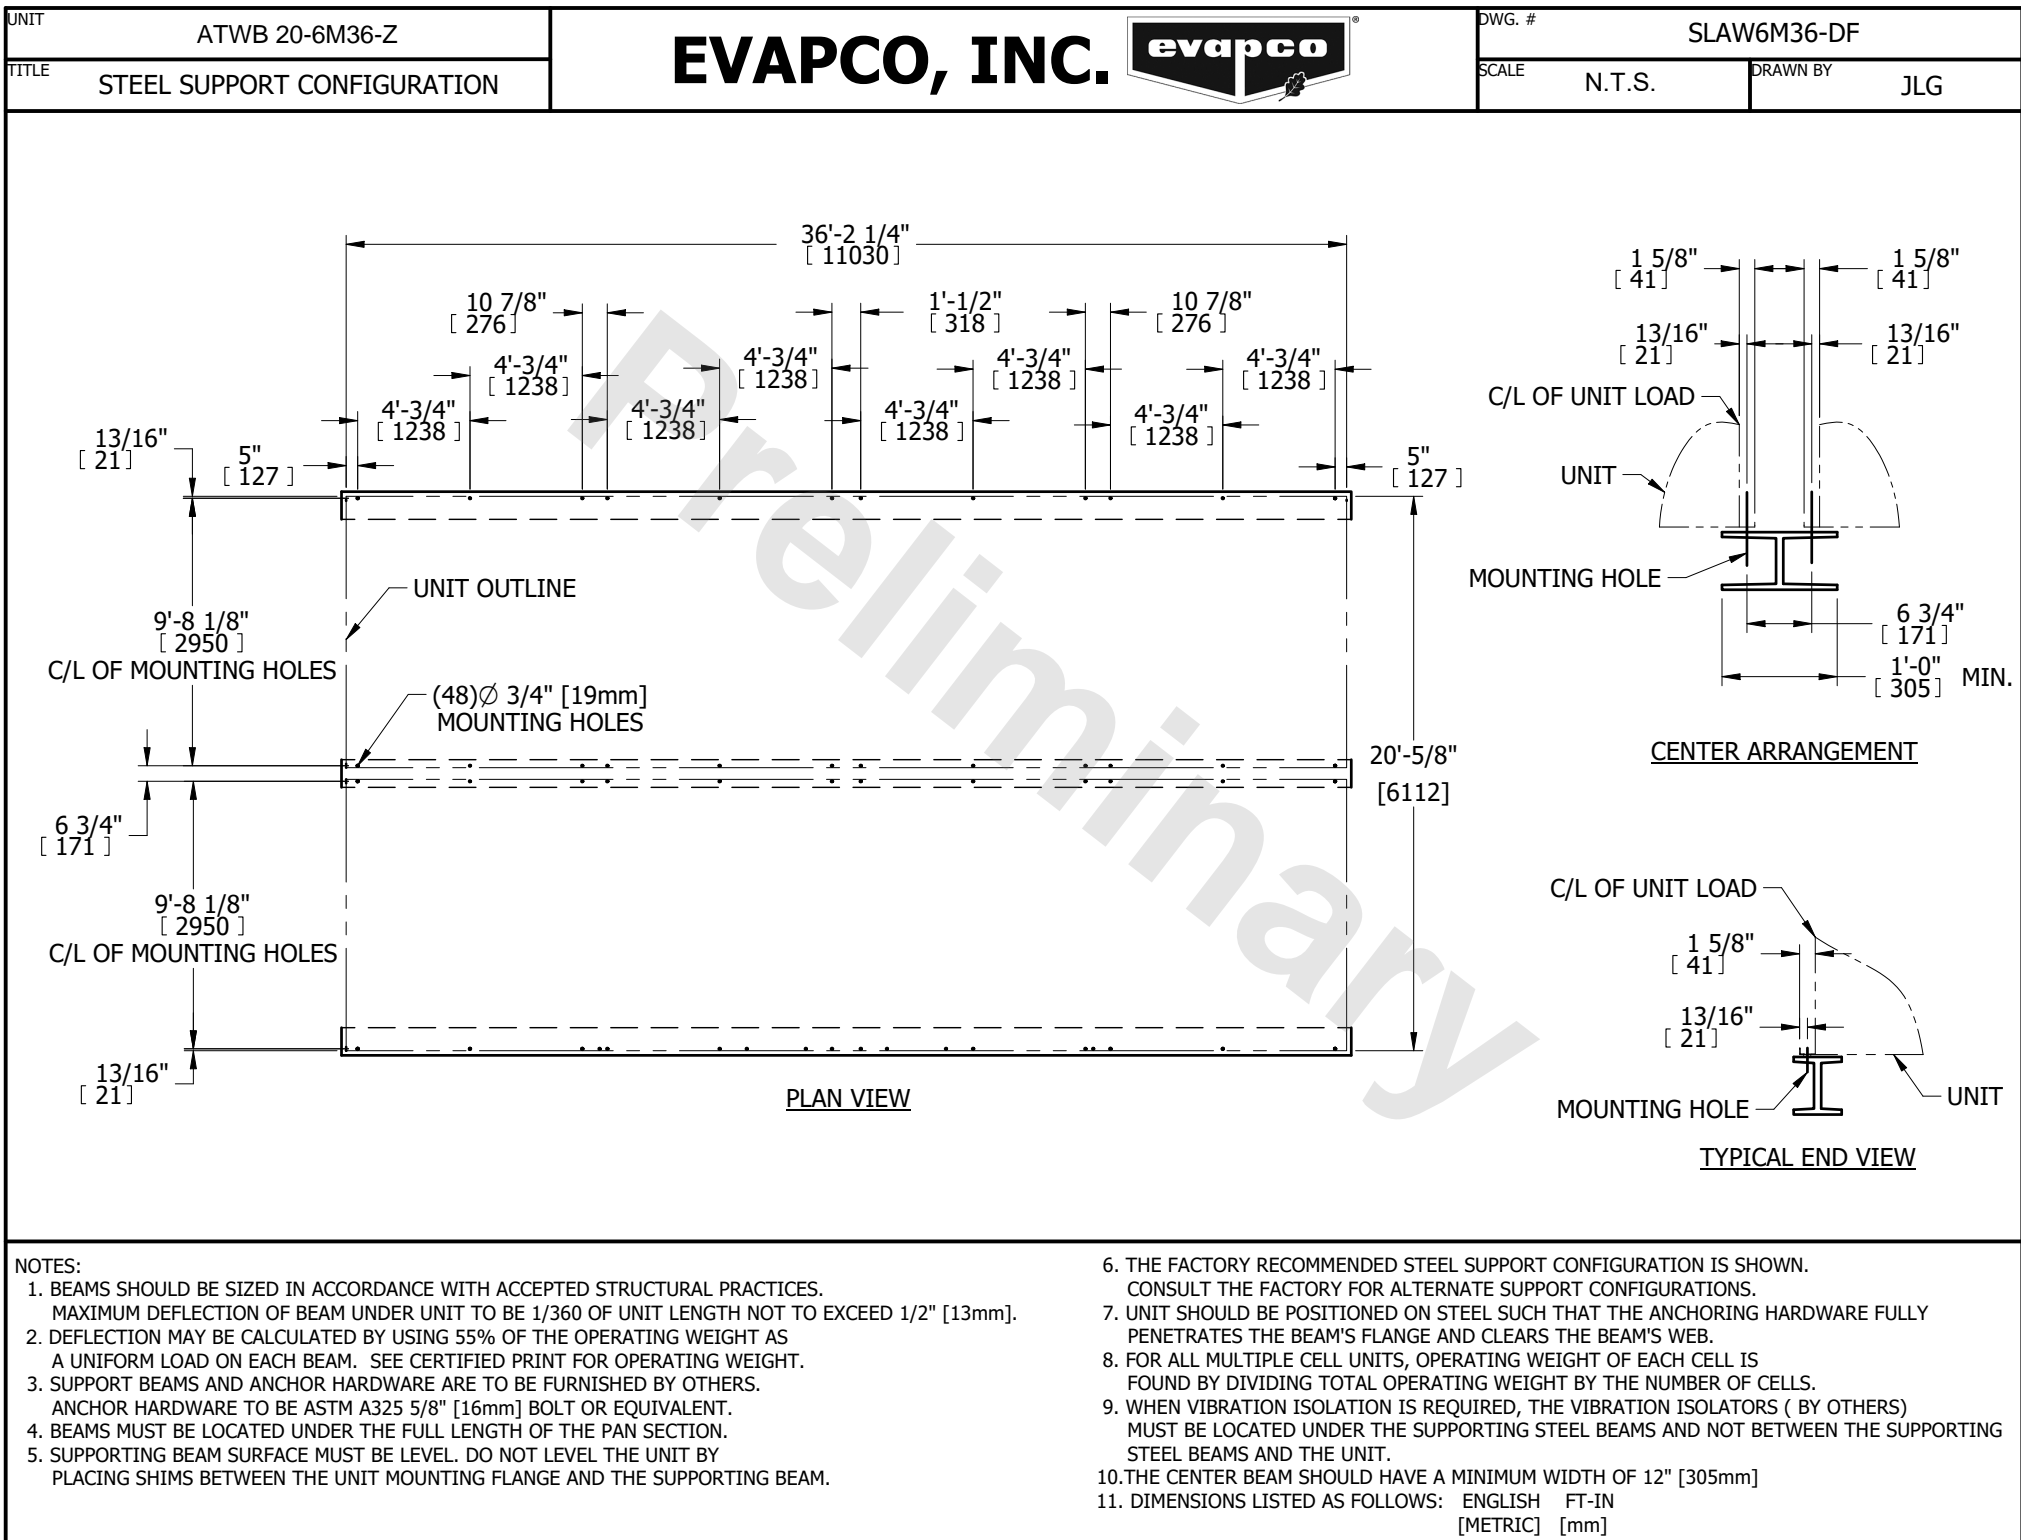 UNIT
ATWB 20-6M36-Z
TITLE
STEEL SUPPORT CONFIGURATION
EVAPCO, INC.
evapco
®
DWG. #
SLAW6M36-DF
SCALE
N.T.S.
DRAWN BY
JLG
36'-2 1/4"
[ 11030 ]
10 7/8"
[ 276 ]
1'-1/2"
[ 318 ]
10 7/8"
[ 276 ]
4'-3/4"
[ 1238 ]
4'-3/4"
[ 1238 ]
4'-3/4"
[ 1238 ]
4'-3/4"
[ 1238 ]
4'-3/4"
[ 1238 ]
4'-3/4"
[ 1238 ]
4'-3/4"
[ 1238 ]
4'-3/4"
[ 1238 ]
13/16"
[ 21 ]
5"
[ 127 ]
5"
[ 127 ]
UNIT OUTLINE
9'-8 1/8"
[ 2950 ]
C/L OF MOUNTING HOLES
(48)Ø 3/4" [19mm]
MOUNTING HOLES
20'-5/8"
[6112]
6 3/4"
[ 171 ]
9'-8 1/8"
[ 2950 ]
C/L OF MOUNTING HOLES
13/16"
[ 21 ]
PLAN VIEW
Preliminary
1 5/8"
[ 41 ]
1 5/8"
[ 41 ]
13/16"
[ 21 ]
13/16"
[ 21 ]
C/L OF UNIT LOAD
UNIT
MOUNTING HOLE
6 3/4"
[ 171 ]
1'-0"
[ 305 ]
MIN.
CENTER ARRANGEMENT
C/L OF UNIT LOAD
1 5/8"
[ 41 ]
13/16"
[ 21 ]
MOUNTING HOLE
UNIT
TYPICAL END VIEW
NOTES:
1. BEAMS SHOULD BE SIZED IN ACCORDANCE WITH ACCEPTED STRUCTURAL PRACTICES.
MAXIMUM DEFLECTION OF BEAM UNDER UNIT TO BE 1/360 OF UNIT LENGTH NOT TO EXCEED 1/2" [13mm].
2. DEFLECTION MAY BE CALCULATED BY USING 55% OF THE OPERATING WEIGHT AS
A UNIFORM LOAD ON EACH BEAM. SEE CERTIFIED PRINT FOR OPERATING WEIGHT.
3. SUPPORT BEAMS AND ANCHOR HARDWARE ARE TO BE FURNISHED BY OTHERS.
ANCHOR HARDWARE TO BE ASTM A325 5/8" [16mm] BOLT OR EQUIVALENT.
4. BEAMS MUST BE LOCATED UNDER THE FULL LENGTH OF THE PAN SECTION.
5. SUPPORTING BEAM SURFACE MUST BE LEVEL. DO NOT LEVEL THE UNIT BY
PLACING SHIMS BETWEEN THE UNIT MOUNTING FLANGE AND THE SUPPORTING BEAM.
6. THE FACTORY RECOMMENDED STEEL SUPPORT CONFIGURATION IS SHOWN.
CONSULT THE FACTORY FOR ALTERNATE SUPPORT CONFIGURATIONS.
7. UNIT SHOULD BE POSITIONED ON STEEL SUCH THAT THE ANCHORING HARDWARE FULLY
PENETRATES THE BEAM'S FLANGE AND CLEARS THE BEAM'S WEB.
8. FOR ALL MULTIPLE CELL UNITS, OPERATING WEIGHT OF EACH CELL IS
FOUND BY DIVIDING TOTAL OPERATING WEIGHT BY THE NUMBER OF CELLS.
9. WHEN VIBRATION ISOLATION IS REQUIRED, THE VIBRATION ISOLATORS ( BY OTHERS)
MUST BE LOCATED UNDER THE SUPPORTING STEEL BEAMS AND NOT BETWEEN THE SUPPORTING
STEEL BEAMS AND THE UNIT.
10.THE CENTER BEAM SHOULD HAVE A MINIMUM WIDTH OF 12" [305mm]
11. DIMENSIONS LISTED AS FOLLOWS: ENGLISH FT-IN
[METRIC] [mm]